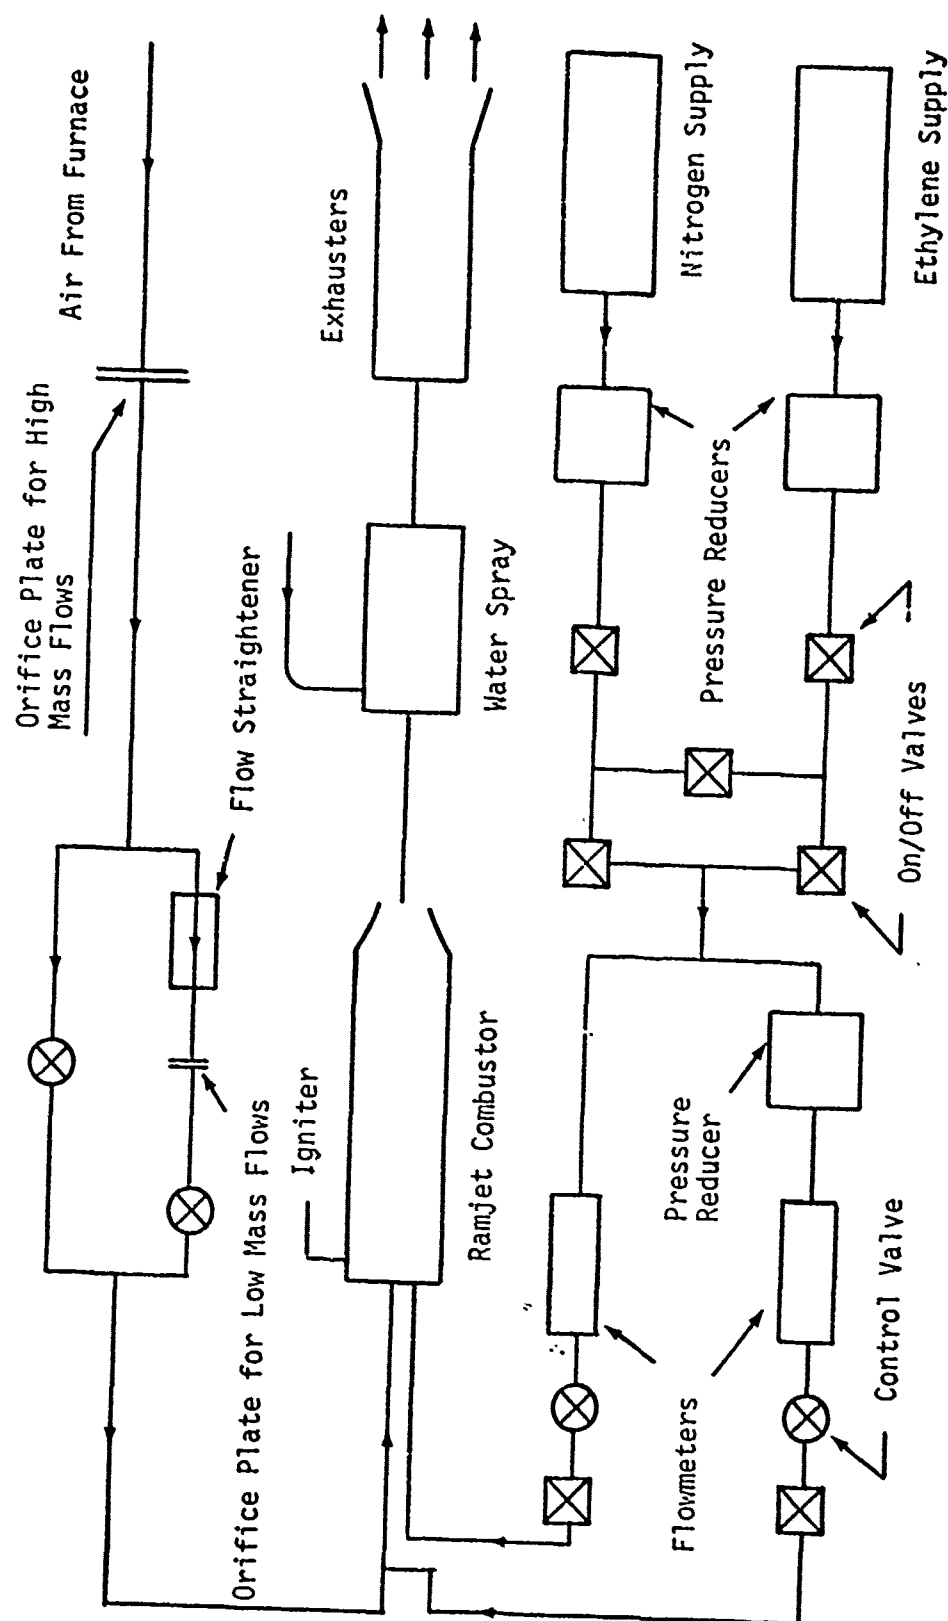 Air From Furnace
Orifice Plate for High
Mass Flows
Flow Straightener
Orifice Plate for Low Mass Flows
Igniter
Ramjet Combustor
Water Spray
Exhausters
Nitrogen Supply
Pressure Reducers
Ethylene Supply
On/Off Valves
Pressure
Reducer
Flowmeters
Control Valve